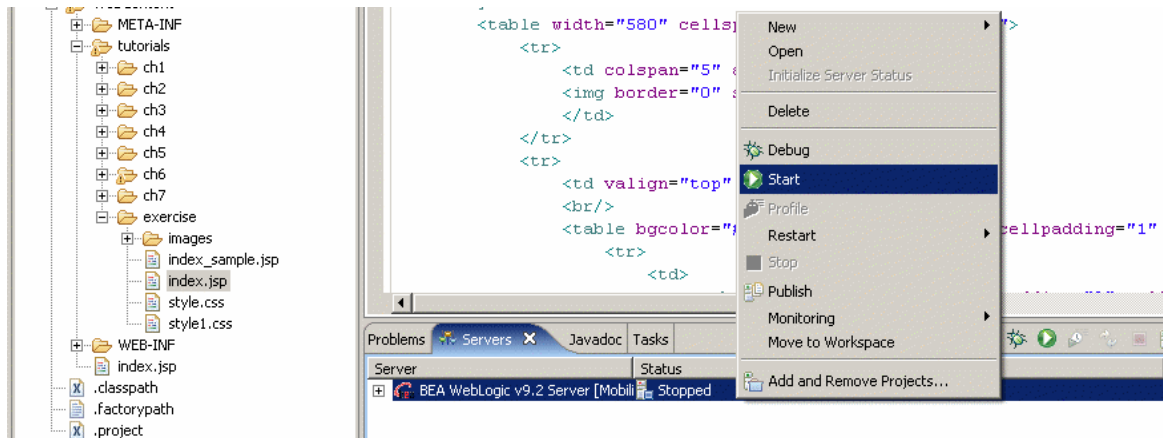 META-INF
tutorials
ch1
ch2
ch3
ch4
ch5
ch6
ch7
exercise
images
index_sample.jsp
index.jsp
style.css
style1.css
WEB-INF
index.jsp
.classpath
.factorypath
.project
<table width="580" cells
">
<tr>
<td colspan="5"
<img border="0"
</td>
</tr>
<tr>
<td valign="top"
<br/>
<table bgcolor="
cellpadding="1"
<tr>
<td>
New
Open
Initialize Server Status
Delete
Debug
Start
Profile
Restart
Stop
Publish
Monitoring
Move to Workspace
Add and Remove Projects...
Problems Servers Javadoc Tasks
Server Status
BEA WebLogic v9.2 Server [Mobili Stopped